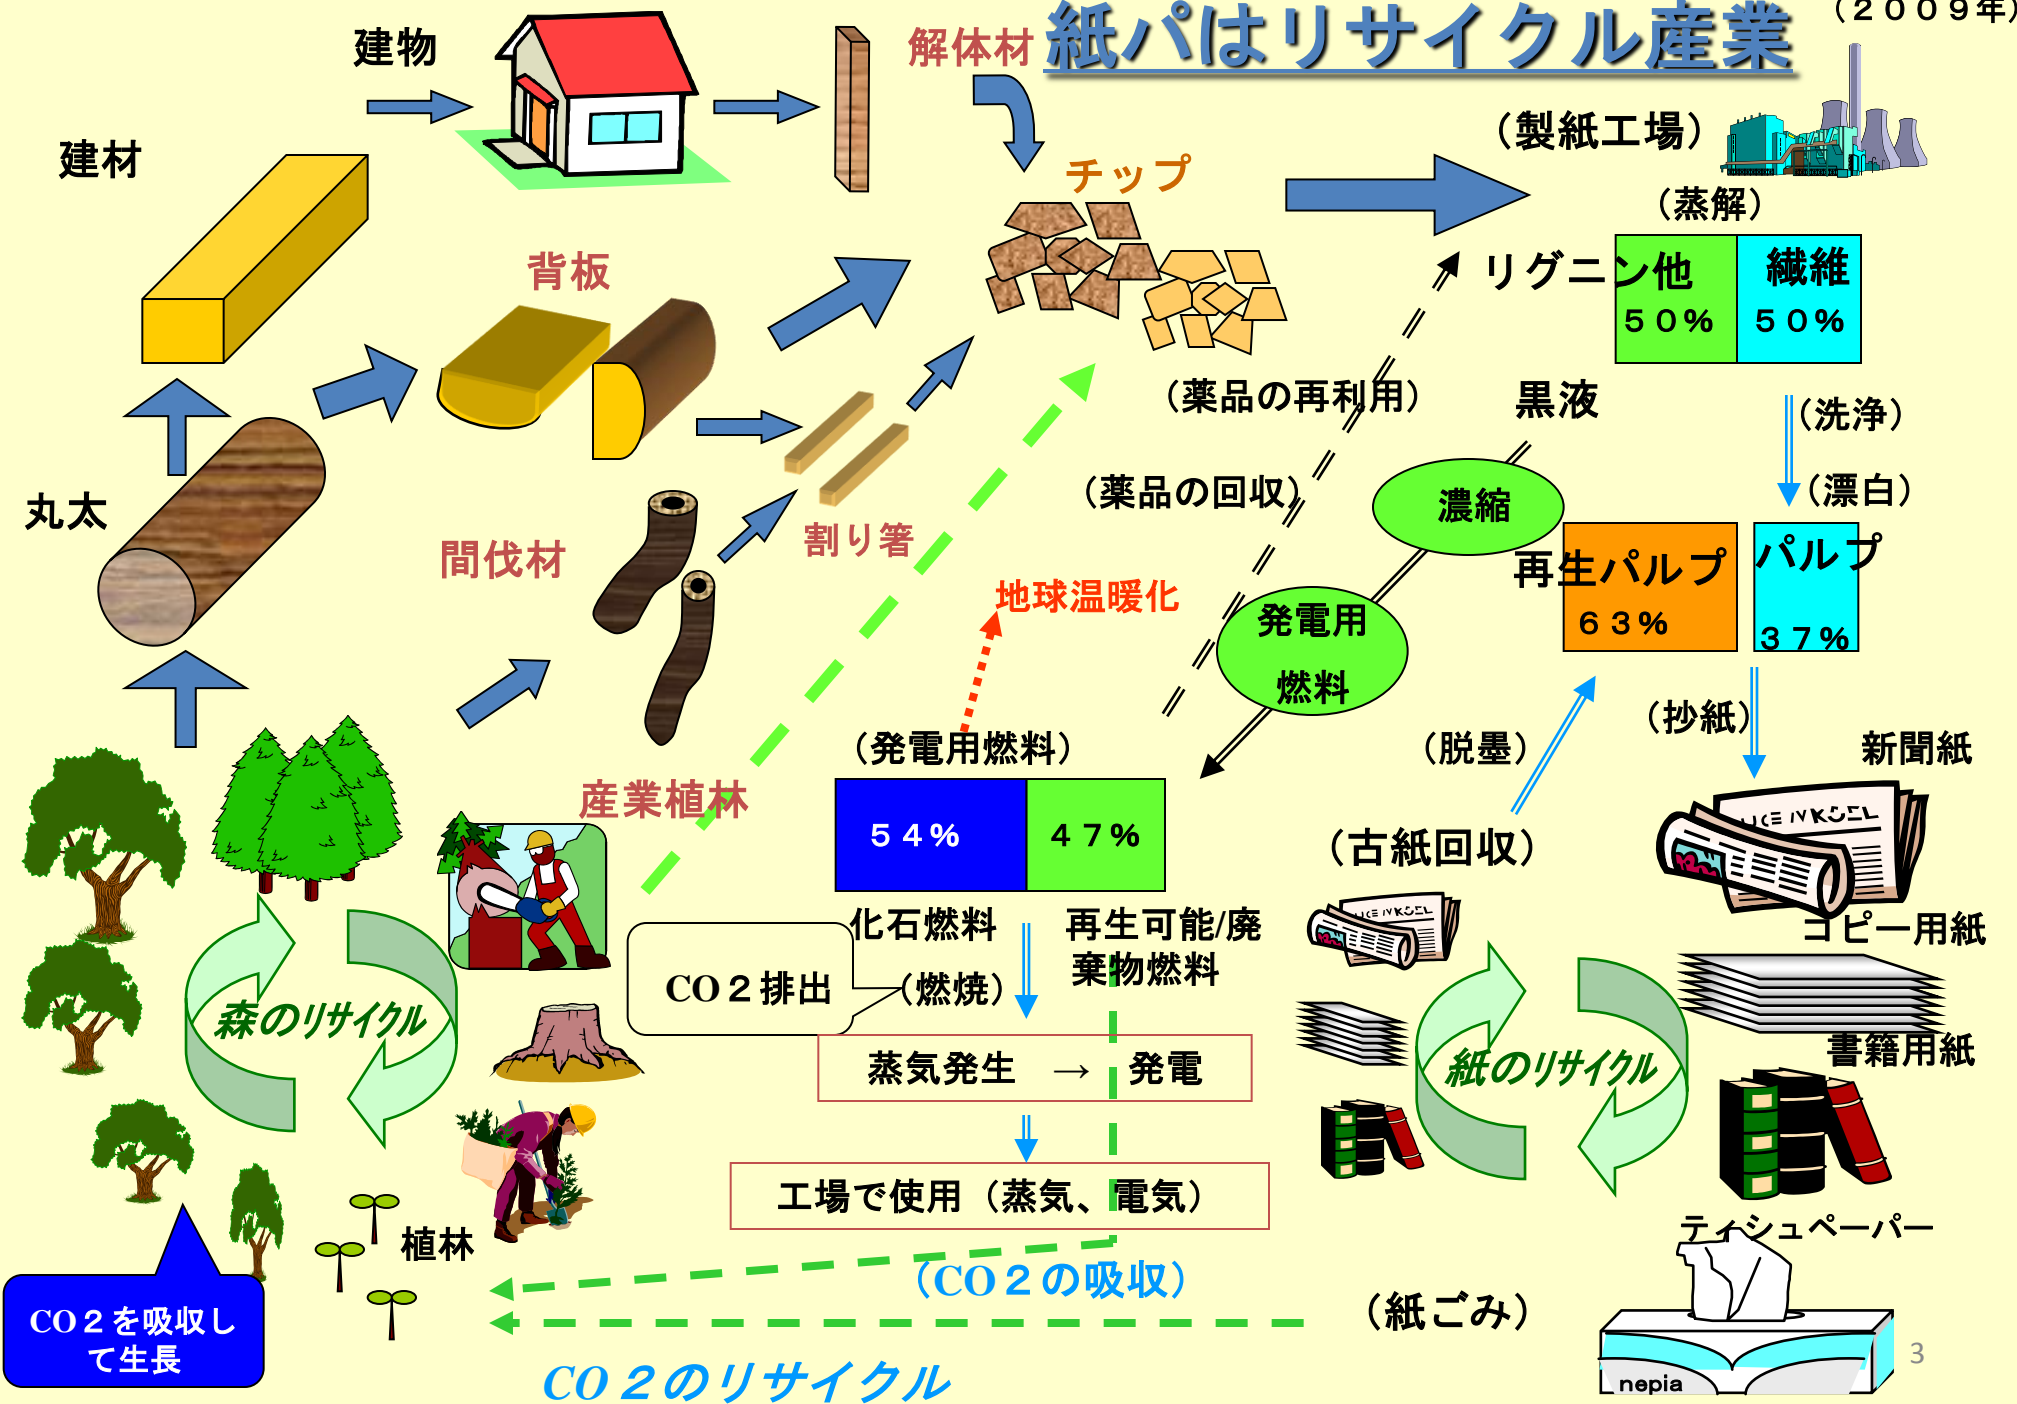 紙パはリサイクル産業
（２００９年）
建物
解体材
建材
チップ
（製紙工場）
（蒸解）
背板
リグニン他
５０%
繊維
５０%
（薬品の再利用）
黒液
（洗浄）
丸太
（薬品の回収）
濃縮
（漂白）
間伐材
割り箸
再生パルプ
６３%
パルプ
３７%
地球温暖化
発電用
燃料
（発電用燃料）
（脱墨）
（抄紙）
新聞紙
産業植林
５４%
４７%
（古紙回収）
化石燃料
再生可能/廃
棄物燃料
コピー用紙
CO２排出
（燃焼）
森のリサイクル
紙のリサイクル
書籍用紙
蒸気発生　→　発電
工場で使用（蒸気、電気）
植林
ティシュペーパー
（CO２の吸収）
（紙ごみ）
CO２を吸収し
て生長
CO２のリサイクル
nepia
3